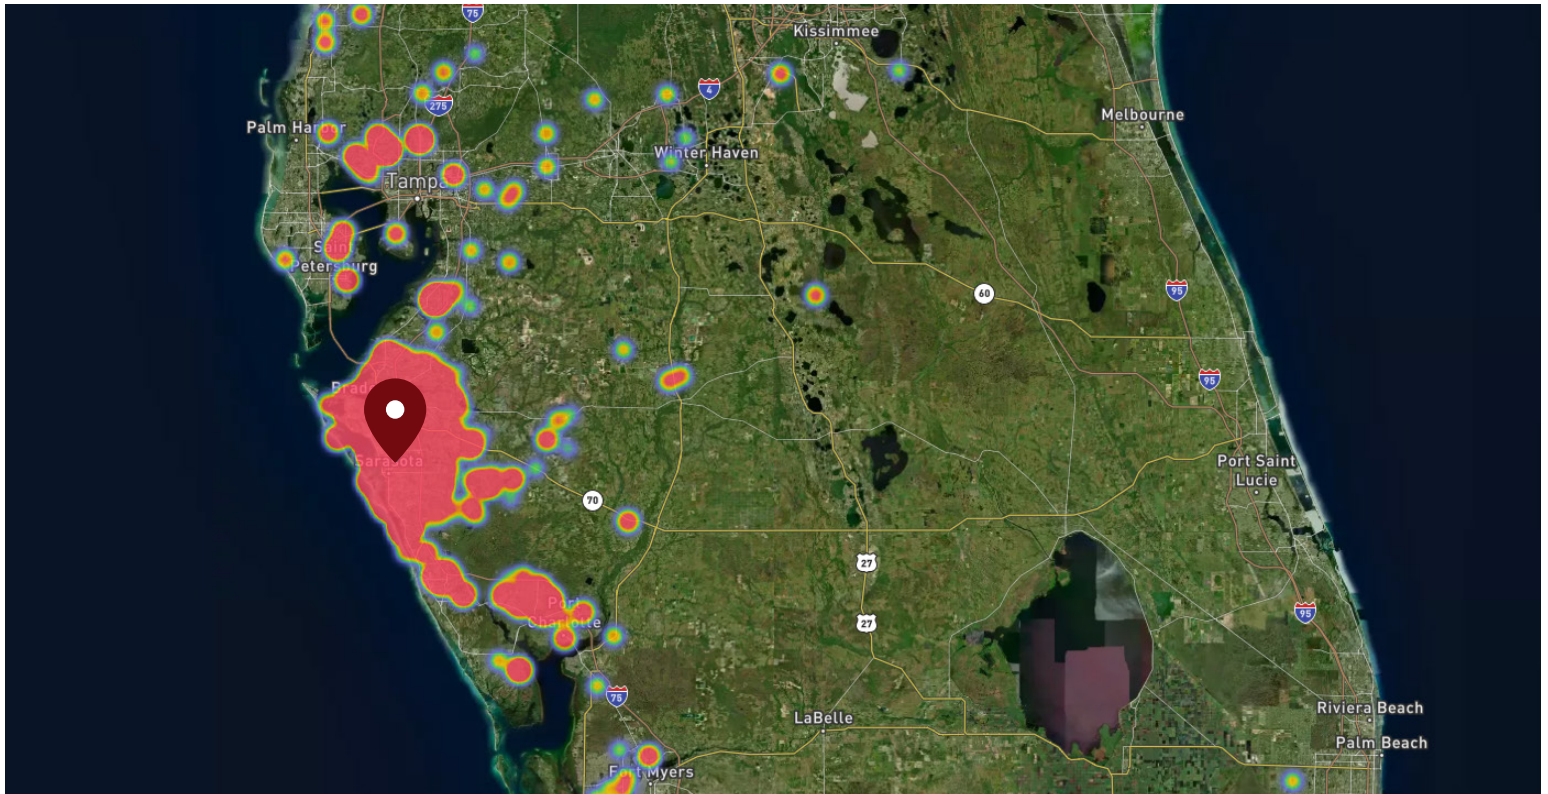 75
Kissimmee
4
275
Melbourne
Palm Harbor
Winter Haven
Tampa
Saint
Petersburg
60
95
95
Sarasota
Port Saint
Lucie
70
27
Port
Charlotte
95
27
75
LaBelle
Riviera Beach
Palm Beach
Fort Myers